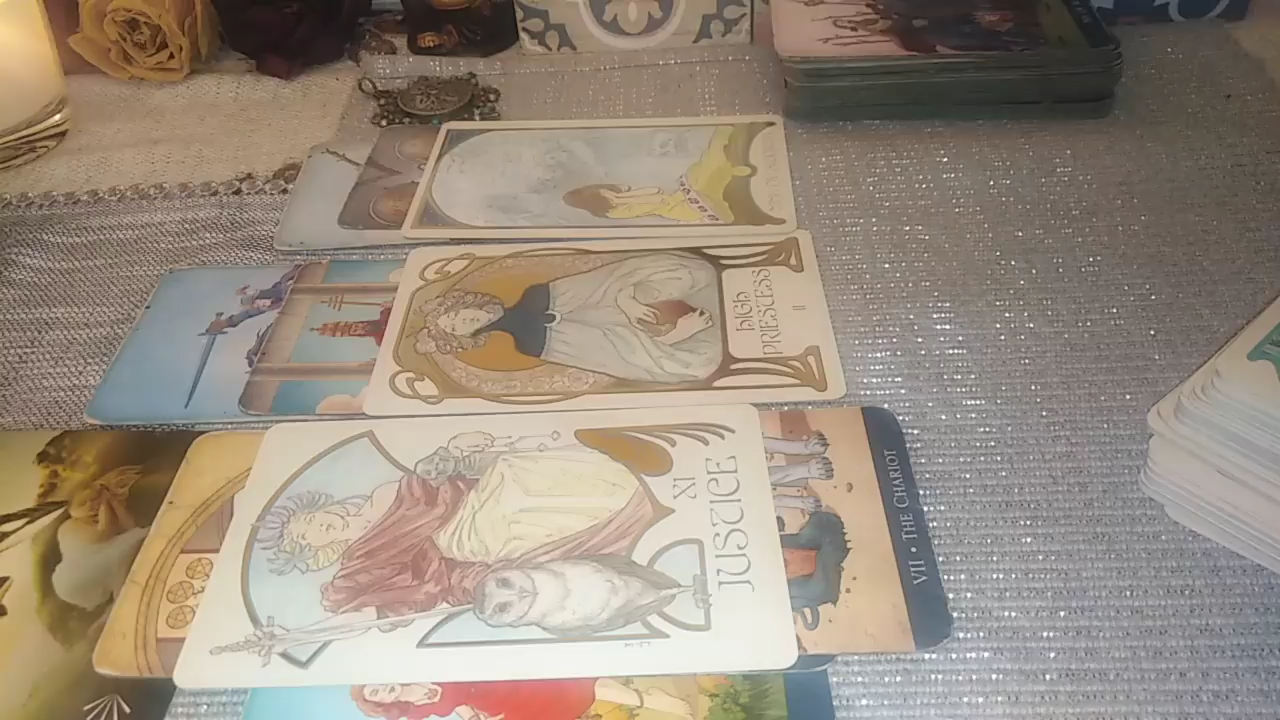 HIGH
PRIESTESS
II
XI
JUSTICE
VII • THE CHARIOT